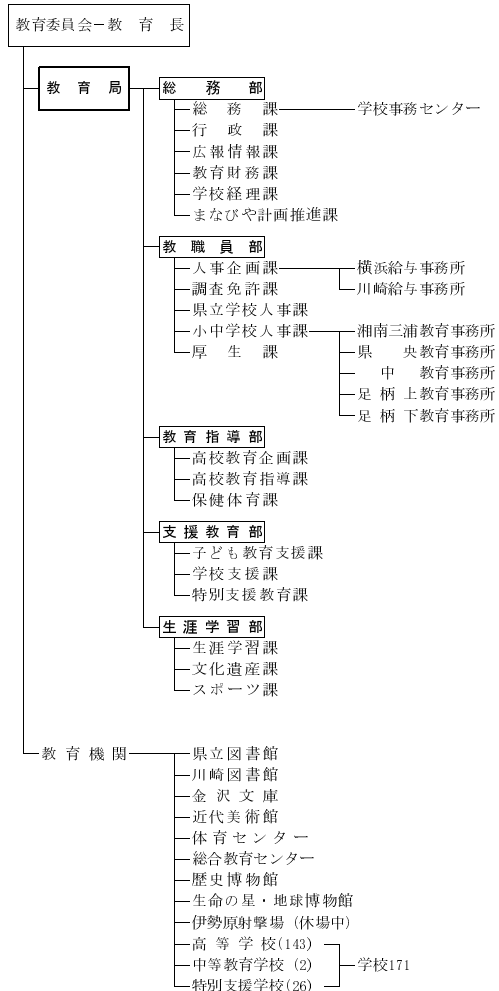 教育委員会－教育長
教育局
総務部
総務課 学校事務センター
行政課
広報情報課
教育財務課
学校経理課
まなびや計画推進課
教職員部
人事企画課 横浜給与事務所
調査免許課 川崎給与事務所
県立学校人事課
小中学校人事課 湘南三浦教育事務所
厚生課 県央教育事務所
中教育事務所
足柄上教育事務所
足柄下教育事務所
教育指導部
高校教育企画課
高校教育指導課
保健体育課
支援教育部
子ども教育支援課
学校支援課
特別支援教育課
生涯学習部
生涯学習課
文化遺産課
スポーツ課
教育機関 県立図書館
川崎図書館
金沢文庫
近代美術館
体育センター
総合教育センター
歴史博物館
生命の星・地球博物館
伊勢原射撃場（休場中）
高等学校(143)
中等教育学校（2） 学校171
特別支援学校(26)